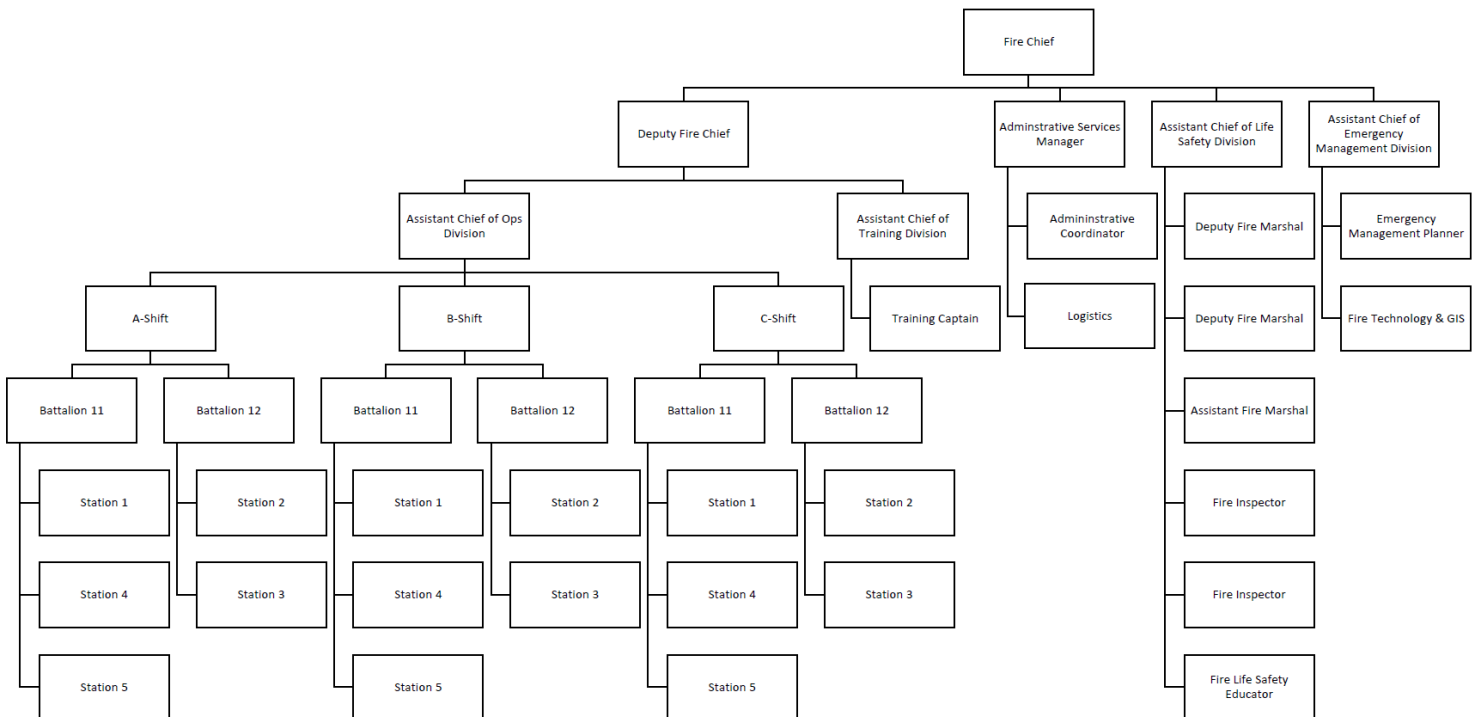 Fire Chief
Deputy Fire Chief
Adminstrative Services
Manager
Assistant Chief of Life
Safety Division
Assistant Chief of
Emergency
Management Division
Assistant Chief of Ops
Division
Assistant Chief of
Training Division
Admininstrative
Coordinator
Deputy Fire Marshal
Emergency
Management Planner
A-Shift
B-Shift
C-Shift
Training Captain
Logistics
Deputy Fire Marshal
Fire Technology & GIS
Battalion 11
Battalion 12
Battalion 11
Battalion 12
Battalion 11
Battalion 12
Assistant Fire Marshal
Station 1
Station 2
Station 1
Station 2
Station 1
Station 2
Fire Inspector
Station 4
Station 3
Station 4
Station 3
Station 4
Station 3
Fire Inspector
Station 5
Station 5
Station 5
Fire Life Safety
Educator